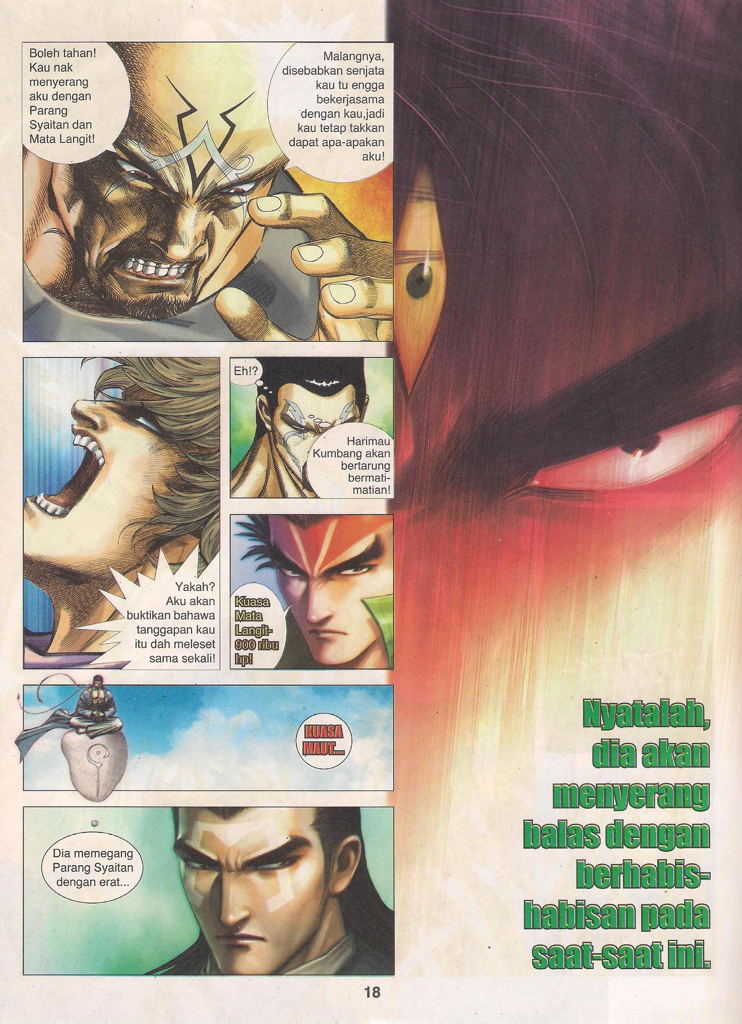 Boleh tahan!
Kau nak
menyerang
aku dengan
Parang
Syaitan dan
Mata Langit!
Malangnya,
disebabkan senjata
kau tu engga
bekerjasama
dengan kau,jadi
kau tetap takkan
dapat apa-apakan
aku!
Eh!?
Harimau
Kumbang akan
bertarung
bermati-
matian!
Yakah?
Aku akan
buktikan bahawa
tanggapan kau
itu dah meleset
sama sekali!
Kuasa
Mata
Langit-
900 ribu
hp!
KUASA
MAUT....
Dia memegang
Parang Syaitan
dengan erat...
Nyatalah,
dia akan
menyerang
balas dengan
berhabis-
habisan pada
saat-saat ini.
18